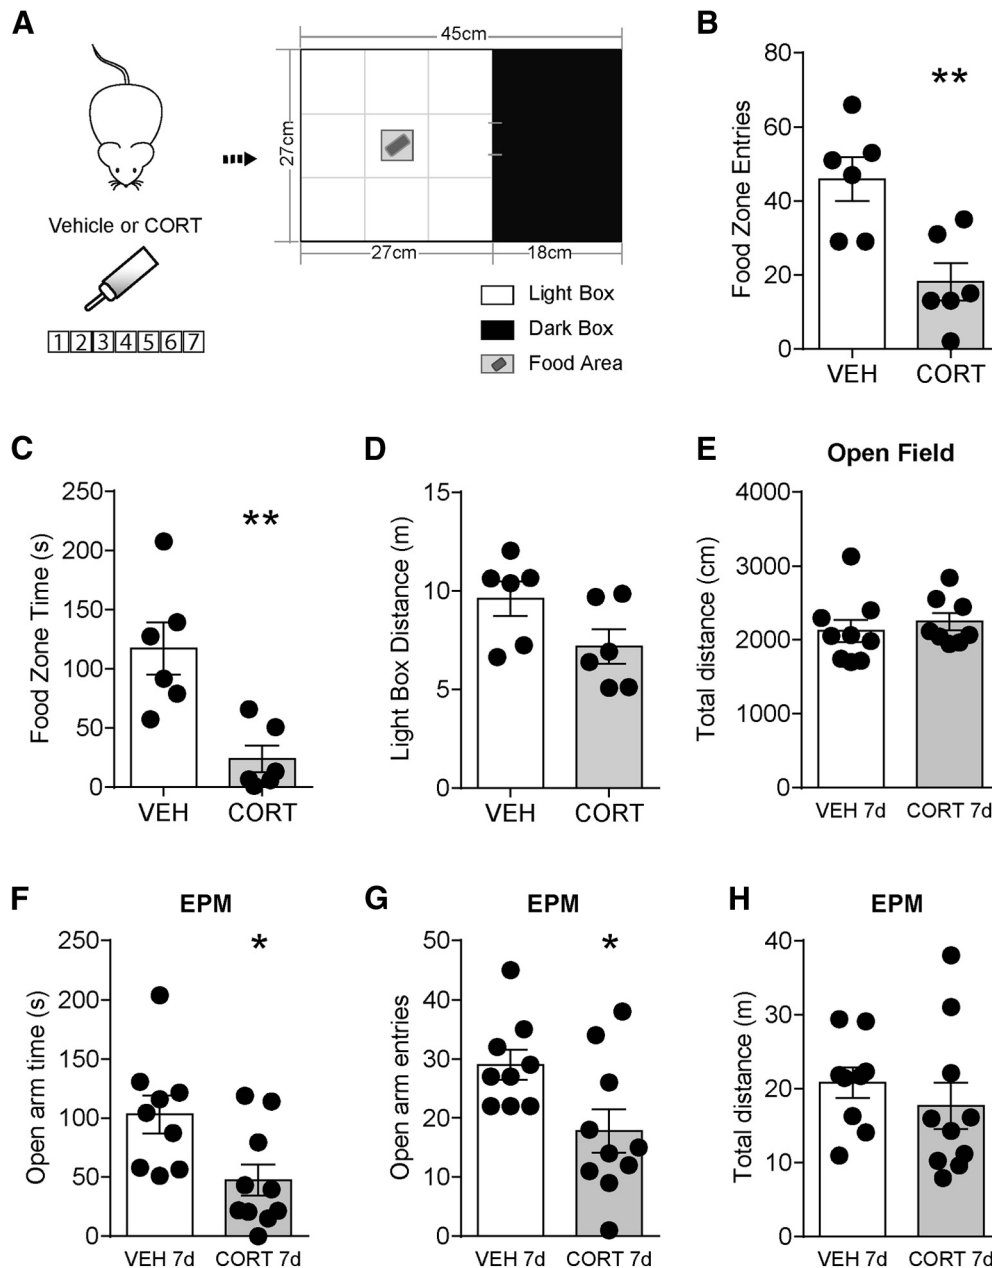 A
Vehicle or CORT
1 2 3 4 5 6 7
45cm
27cm
27cm
18cm
Light Box
Dark Box
Food Area
B
Food Zone Entries
80
60
40
20
0
**
VEH
CORT
C
Food Zone Time (s)
250
200
150
100
50
0
**
VEH
CORT
D
Light Box Distance (m)
15
10
5
0
VEH
CORT
E
Open Field
Total distance (cm)
4000
3000
2000
1000
0
VEH 7d
CORT 7d
F
EPM
Open arm time (s)
250
200
150
100
50
0
*
VEH 7d
CORT 7d
G
EPM
Open arm entries
50
40
30
20
10
0
*
VEH 7d
CORT 7d
H
EPM
Total distance (m)
40
30
20
10
0
VEH 7d
CORT 7d